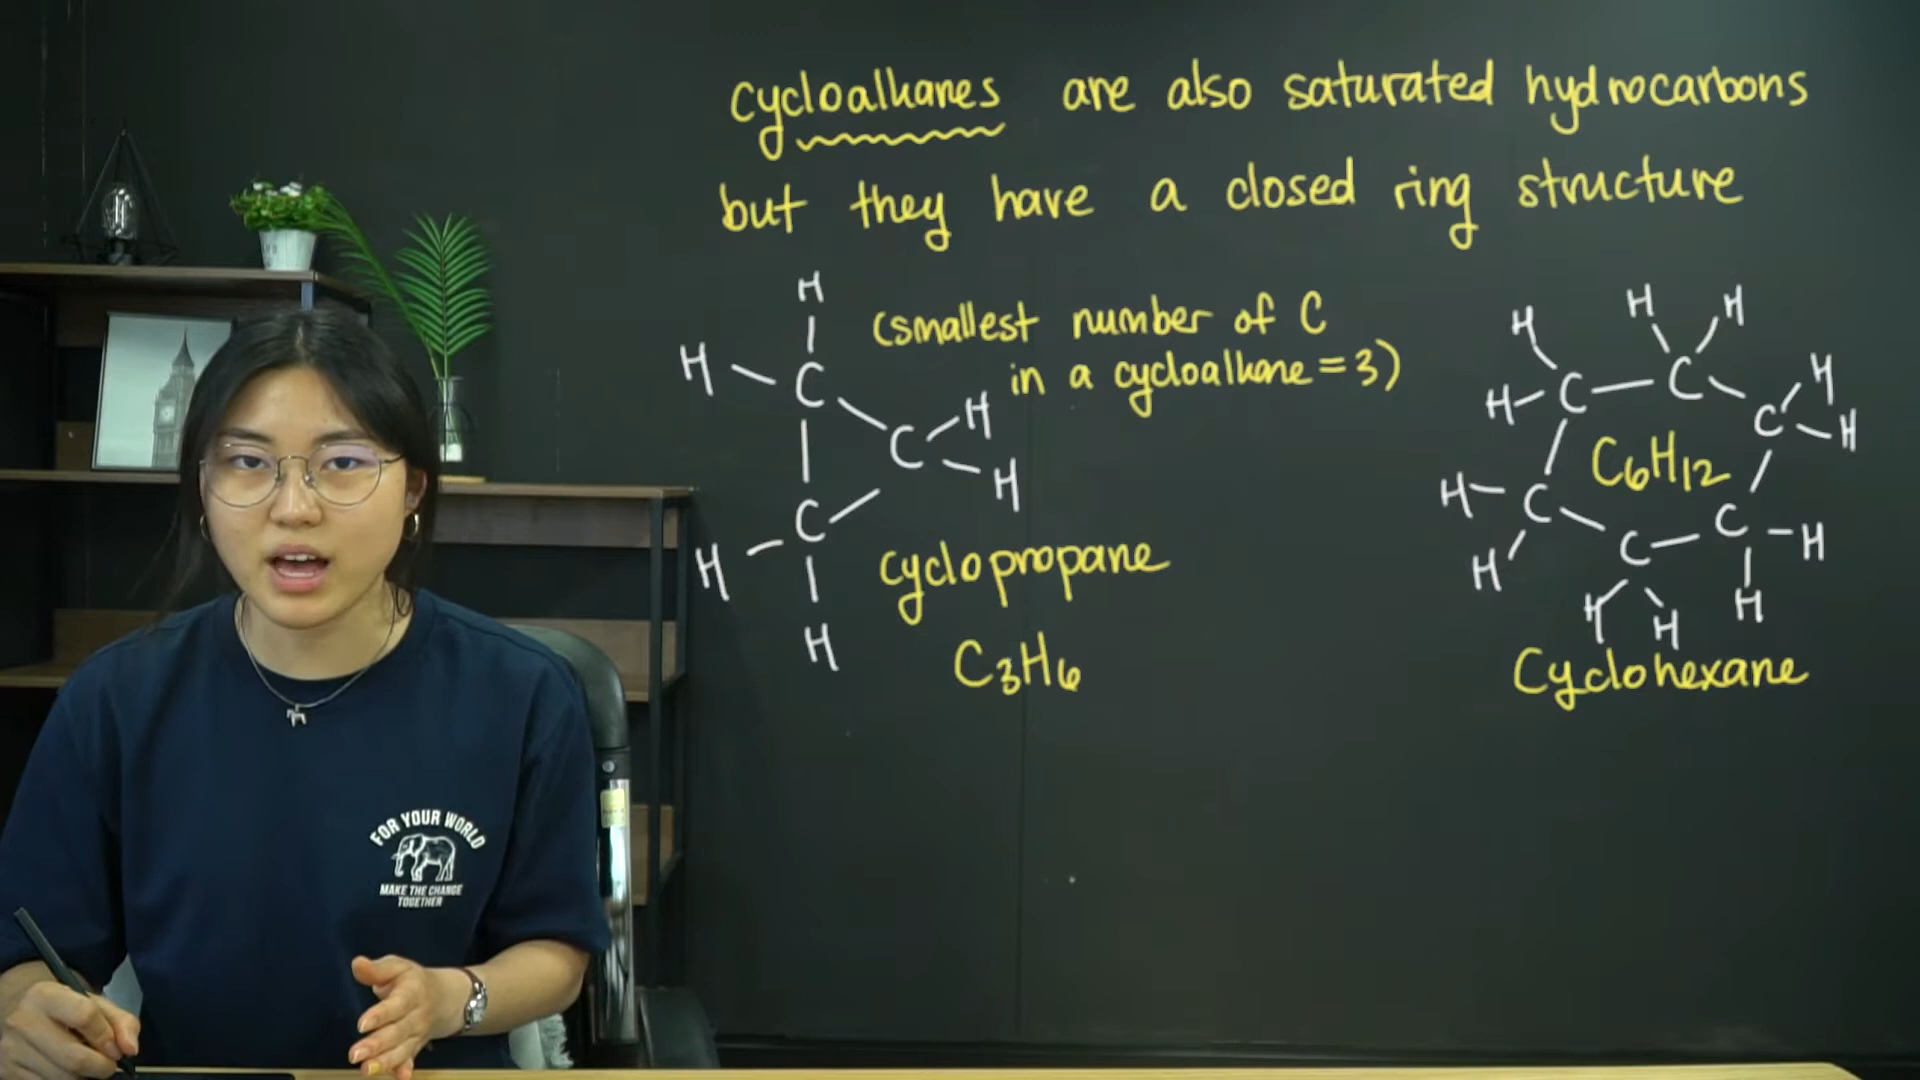 cycloalkanes are also saturated hydrocarbons
but they have a closed ring structure
(smallest number of C
in a cycloalkane = 3)
H
H C
C H
H
H C
H
cyclopropane
C3H6
H H H
H C C H
C H
C6H12
H C C H
H C H
H H
Cyclohexane
FOR YOUR WORLD
MAKE THE CHANGE
TOGETHER